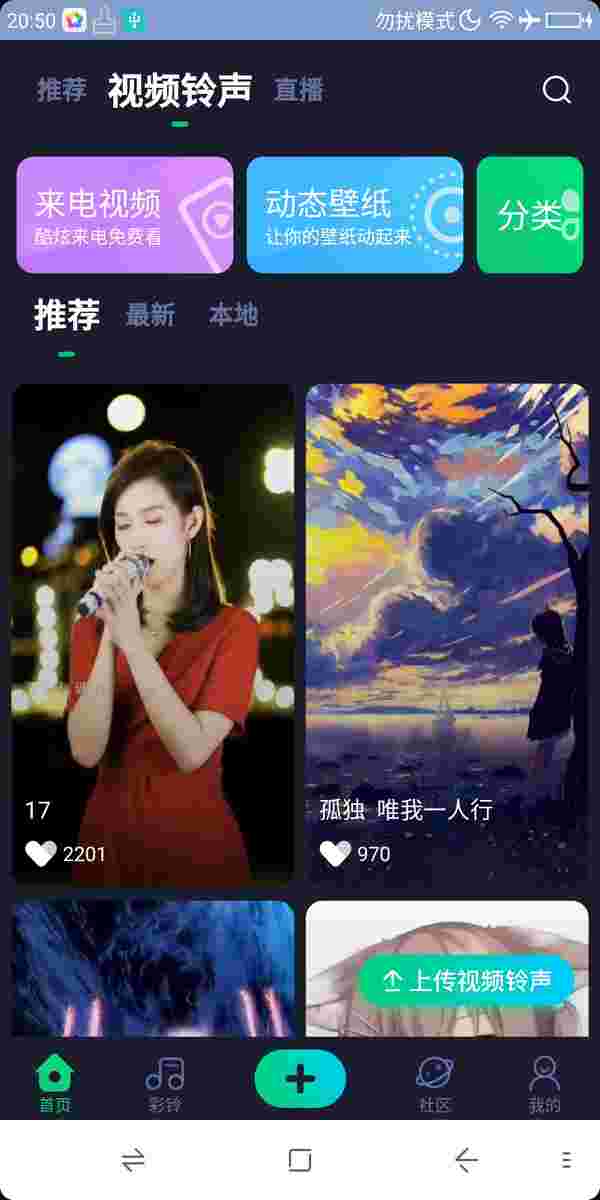 20:50 勿扰模式
推荐 视频铃声 直播
来电视频 动态壁纸 分类
酷炫来电免费看 让你的壁纸动起来
推荐 最新 本地
17 孤独 唯我一人行
2201 970
上传视频铃声
首页 彩铃 社区 我的